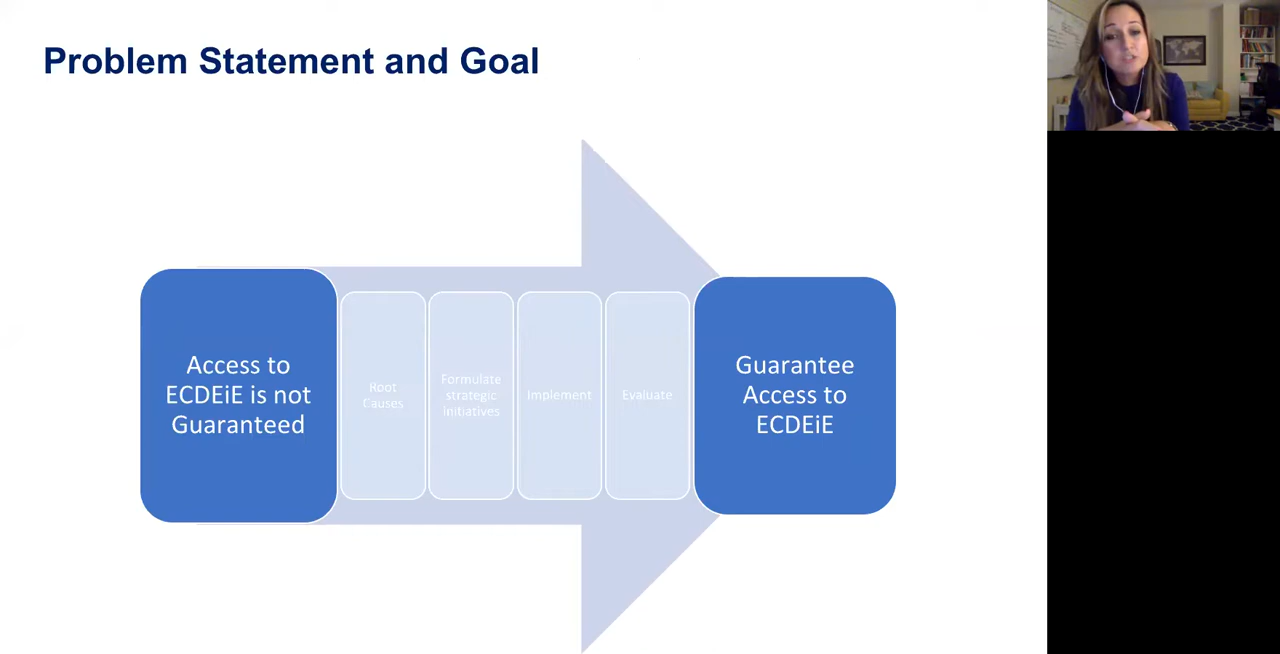 Problem Statement and Goal
Access to
ECDEiE is not
Guaranteed
Root
Causes
Formulate
strategic
Initiatives
Implement
Evaluate
Guarantee
Access to
ECDEiE